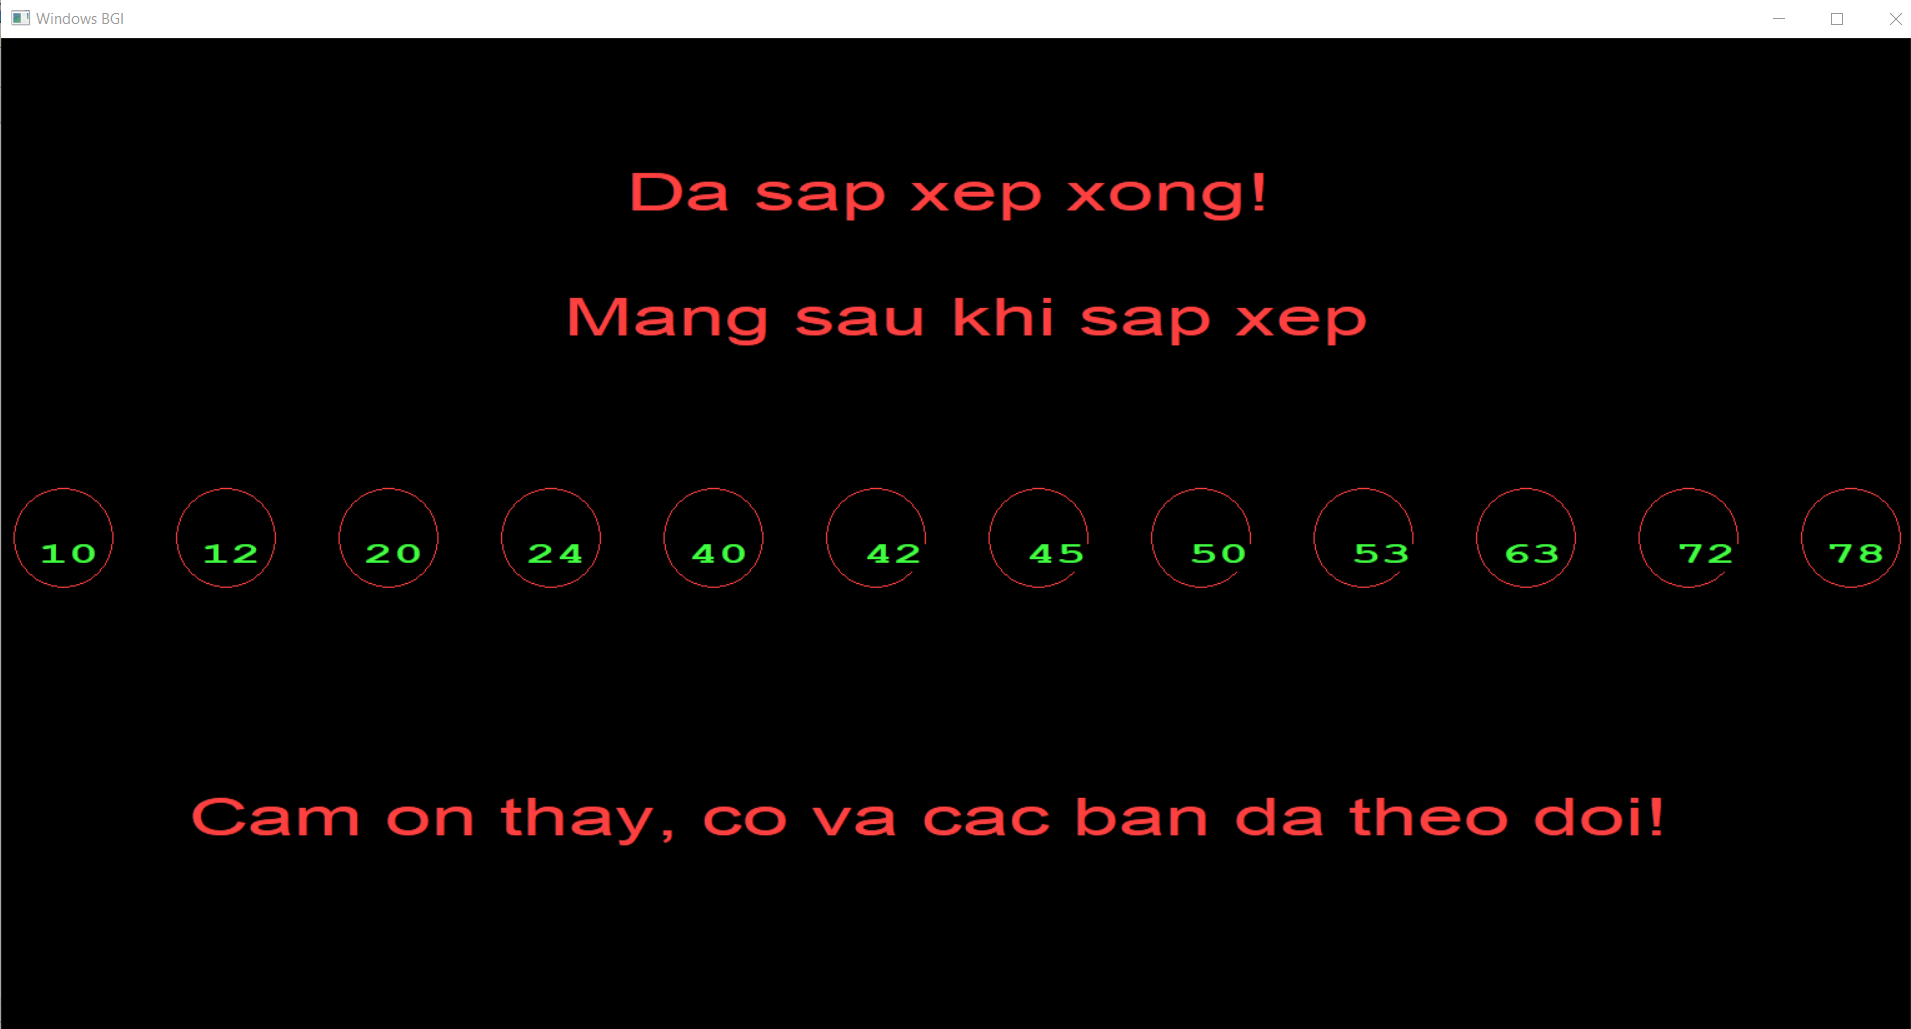 Windows BGI
Da sap xep xong!
Mang sau khi sap xep
10 12 20 24 40 42 45 50 53 63 72 78
Cam on thay, co va cac ban da theo doi!